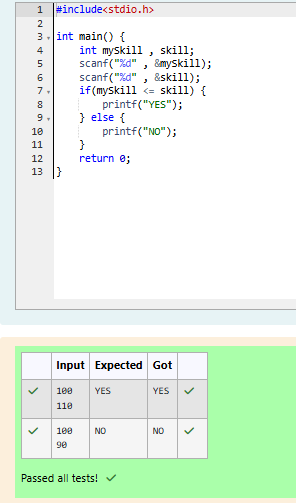 1 #include<stdio.h>
2
3 int main() {
4     int mySkill , skill;
5     scanf("%d" , &mySkill);
6     scanf("%d" , &skill);
7     if(mySkill <= skill) {
8         printf("YES");
9     } else {
10         printf("NO");
11     }
12     return 0;
13 }
Input Expected Got
100 YES YES
110
100 NO NO
90
Passed all tests!